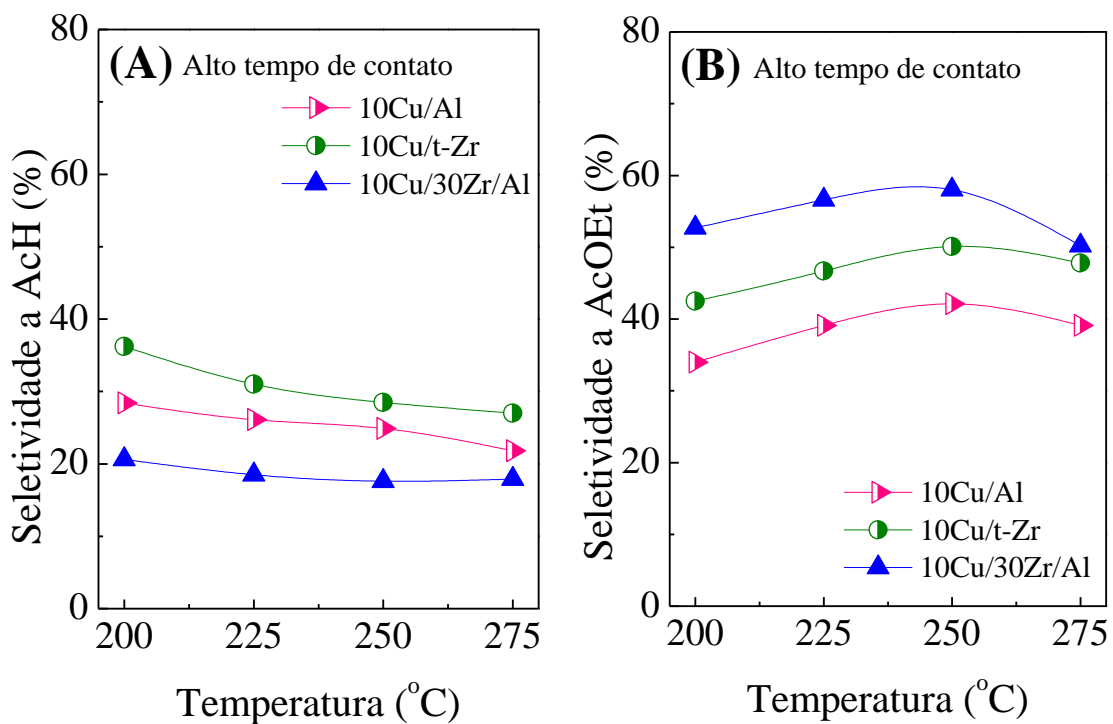 (A) Alto tempo de contato
10Cu/Al
10Cu/t-Zr
10Cu/30Zr/Al
Seletividade a AcH (%)
80
60
40
20
0
200 225 250 275
Temperatura (°C)
(B) Alto tempo de contato
Seletividade a AcOEt (%)
80
60
40
20
0
10Cu/Al
10Cu/t-Zr
10Cu/30Zr/Al
200 225 250 275
Temperatura (°C)